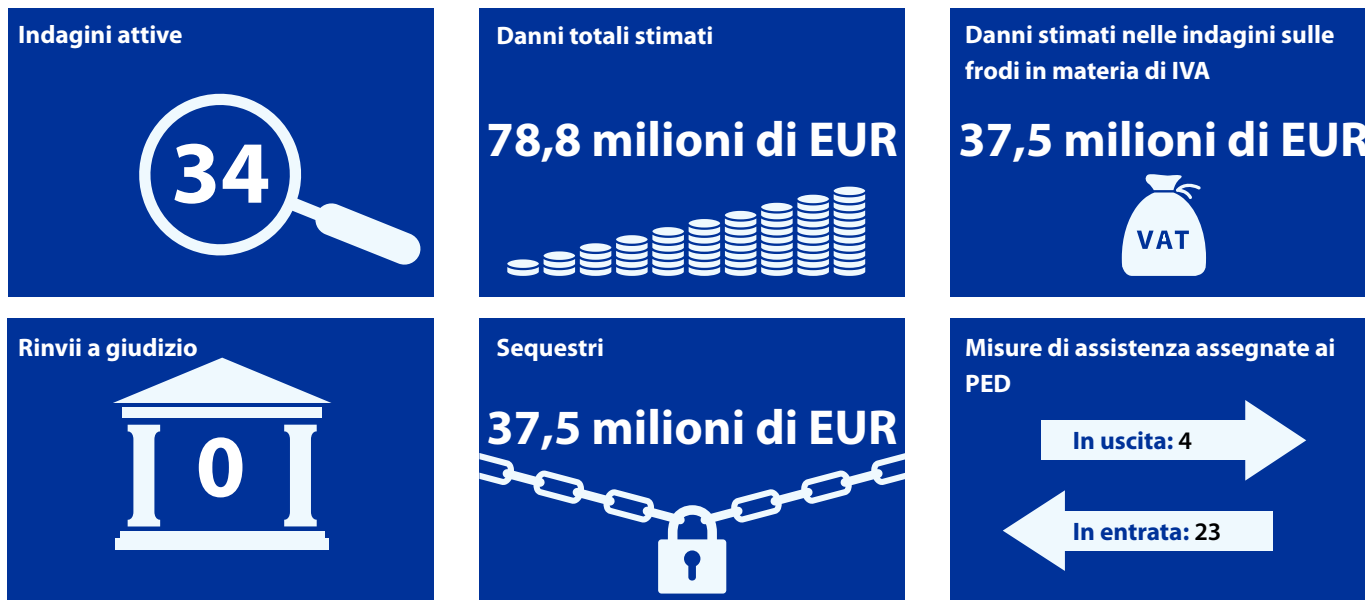 Indagini attive
34
Danni totali stimati
78,8 milioni di EUR
Danni stimati nelle indagini sulle
frodi in materia di IVA
37,5 milioni di EUR
VAT
Rinvii a giudizio
0
Sequestri
37,5 milioni di EUR
Misure di assistenza assegnate ai
PED
In uscita: 4
In entrata: 23